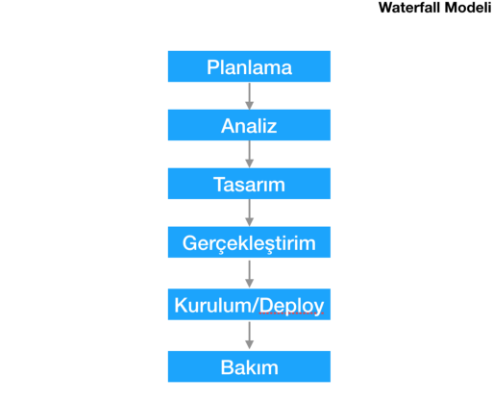 Waterfall Modeli
Planlama
Analiz
Tasarım
Gerçekleştirim
Kurulum/Deploy
Bakım